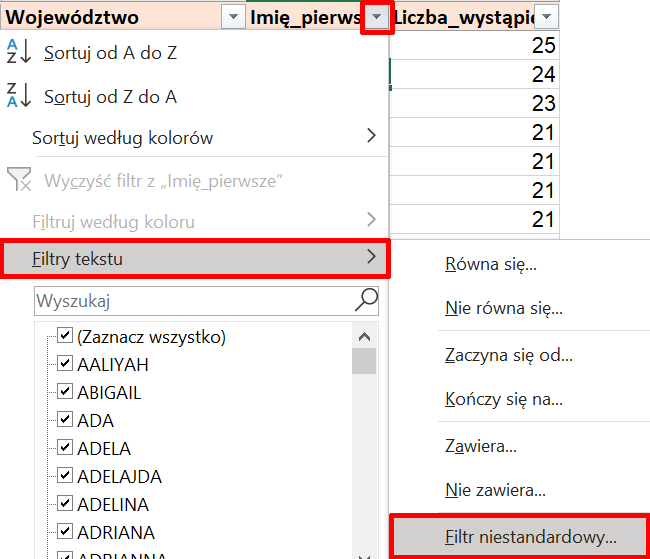 Województwo Imię_pierws Liczba_wystąpie
Sortuj od A do Z
Sortuj od Z do A
Sortuj według kolorów
Wyczyść filtr z „Imię_pierwsze”
Filtruj według koloru
Filtry tekstu
Wyszukaj
(Zaznacz wszystko)
AALIYAH
ABIGAIL
ADA
ADELA
ADELAJDA
ADELINA
ADRIANA
ADRIANNA
25
24
23
21
21
21
21
Równa się...
Nie równa się...
Zaczyna się od...
Kończy się na...
Zawiera...
Nie zawiera...
Filtr niestandardowy...